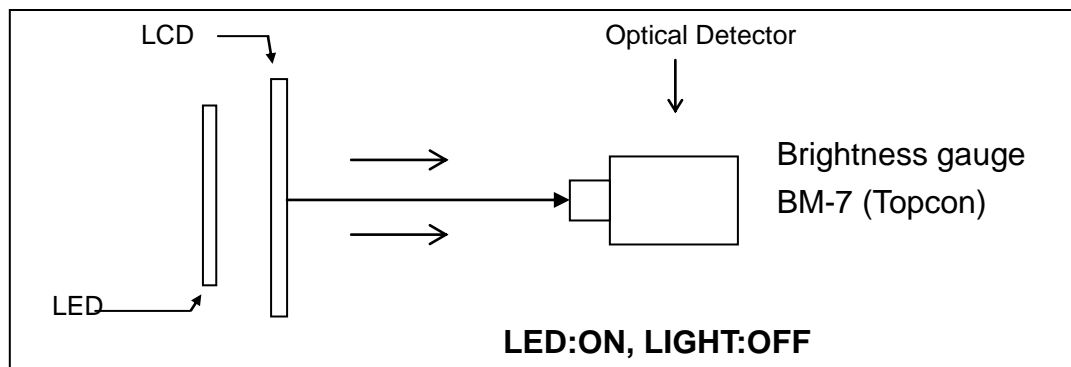 LCD
Optical Detector
Brightness gauge
BM-7 (Topcon)
LED
LED:ON, LIGHT:OFF